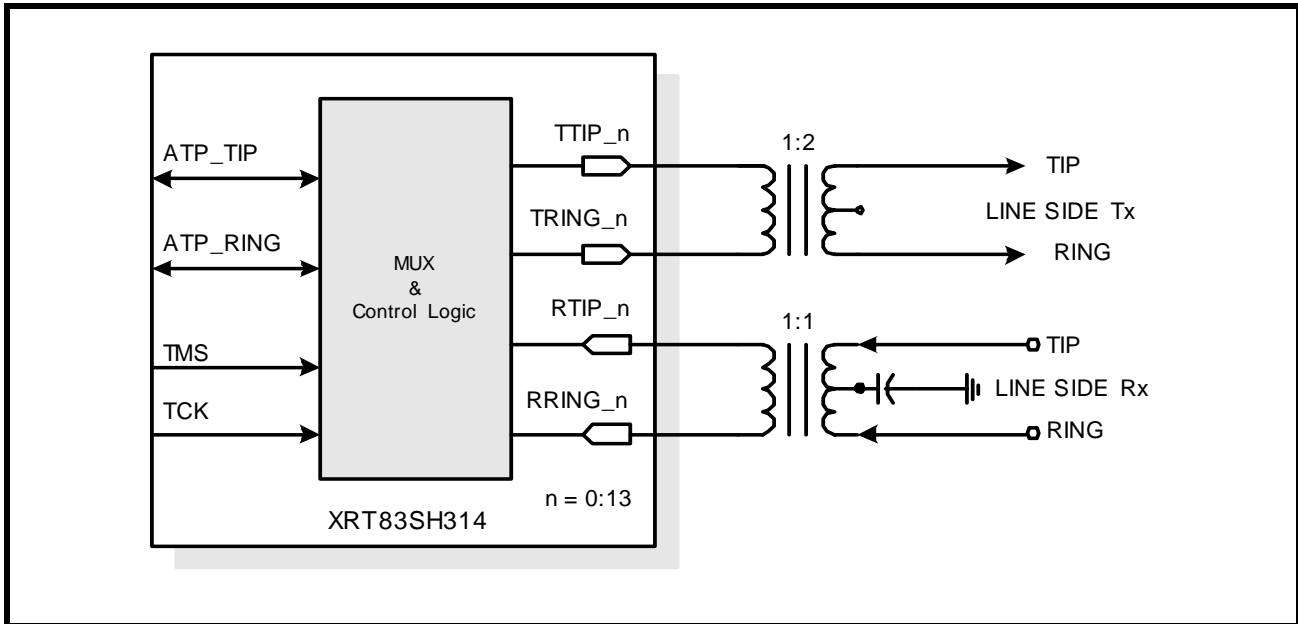 ATP_TIP
ATP_RING
TMS
TCK
MUX
&
Control Logic
TTIP_n
TRING_n
RTIP_n
RRING_n
n = 0:13
XRT83SH314
1:2
TIP
LINE SIDE Tx
RING
1:1
TIP
LINE SIDE Rx
RING